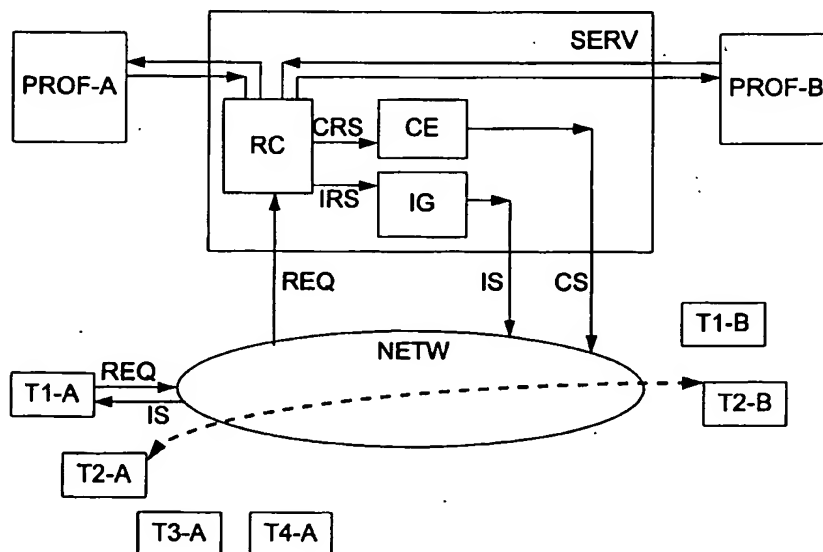 SERV
PROF-A
PROF-B
RC
CRS
CE
IRS
IG
REQ
IS
CS
T1-B
NETW
REQ
T1-A
IS
T2-B
T2-A
T3-A
T4-A